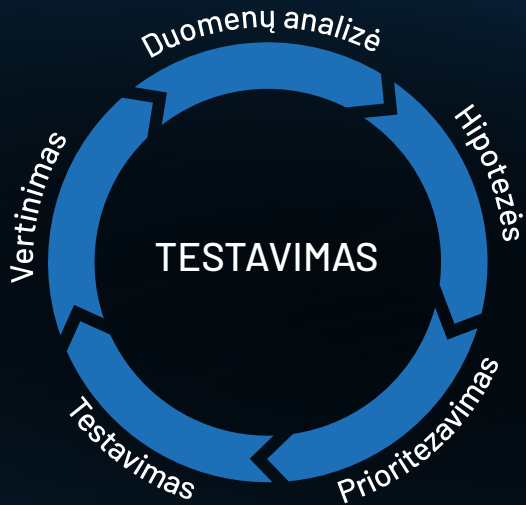 Duomenų analizė
Hipotezės
Prioritezavimas
Testavimas
Vertinimas
TESTAVIMAS